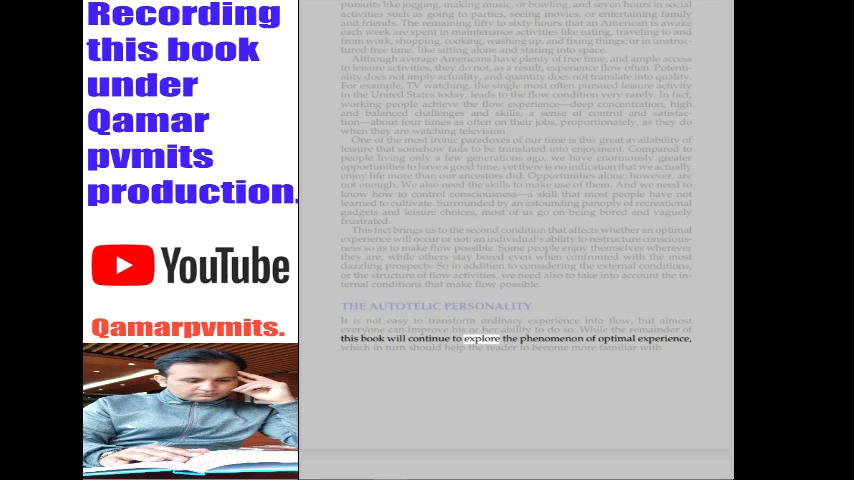 Recording
this book
under
Qamar
pvmits
production.
YouTube
Qamarpvmits.
pursuits like jogging, making music, or bowling, and seven hours in social
activities such as going to parties, seeing movies, or entertaining family
and friends. The remaining fifty to sixty hours that an American is awake
each week are spent in maintenance activities like eating, traveling to and
from work, shopping, cooking, washing up, and fixing things; or in unstruc-
tured free time, like sitting alone and staring into space.
Although average Americans have plenty of free time, and ample access
to leisure activities, they do not, as a result, experience flow often. Potenti-
ality does not imply actuality, and quantity does not translate into quality.
For example, TV watching, the single most often pursued leisure activity
in the United States today, leads to the flow condition very rarely. In fact,
working people achieve the flow experience—deep concentration, high
and balanced challenges and skills, a sense of control and satisfac-
tion—about four times as often on their jobs, proportionately, as they do
when they are watching television.
One of the most ironic paradoxes of our time is this great availability of
leisure that somehow fails to be translated into enjoyment. Compared to
people living only a few generations ago, we have enormously greater
opportunities to have a good time, yet there is no indication that we actually
enjoy life more than our ancestors did. Opportunities alone, however, are
not enough. We also need the skills to make use of them. And we need to
know how to control consciousness—a skill that most people have not
learned to cultivate. Surrounded by an astounding panoply of recreational
gadgets and leisure choices, most of us go on being bored and vaguely
frustrated.
This fact brings us to the second condition that affects whether an optimal
experience will occur or not: an individual's ability to restructure conscious-
ness so as to make flow possible. Some people enjoy themselves wherever
they are, while others stay bored even when confronted with the most
dazzling prospects. So in addition to considering the external conditions,
or the structure of flow activities, we need also to take into account the in-
ternal conditions that make flow possible.
THE AUTOTELIC PERSONALITY
It is not easy to transform ordinary experience into flow, but almost
everyone can improve his or her ability to do so. While the remainder of
this book will continue to explore the phenomenon of optimal experience,
which in turn should help the reader to become more familiar with